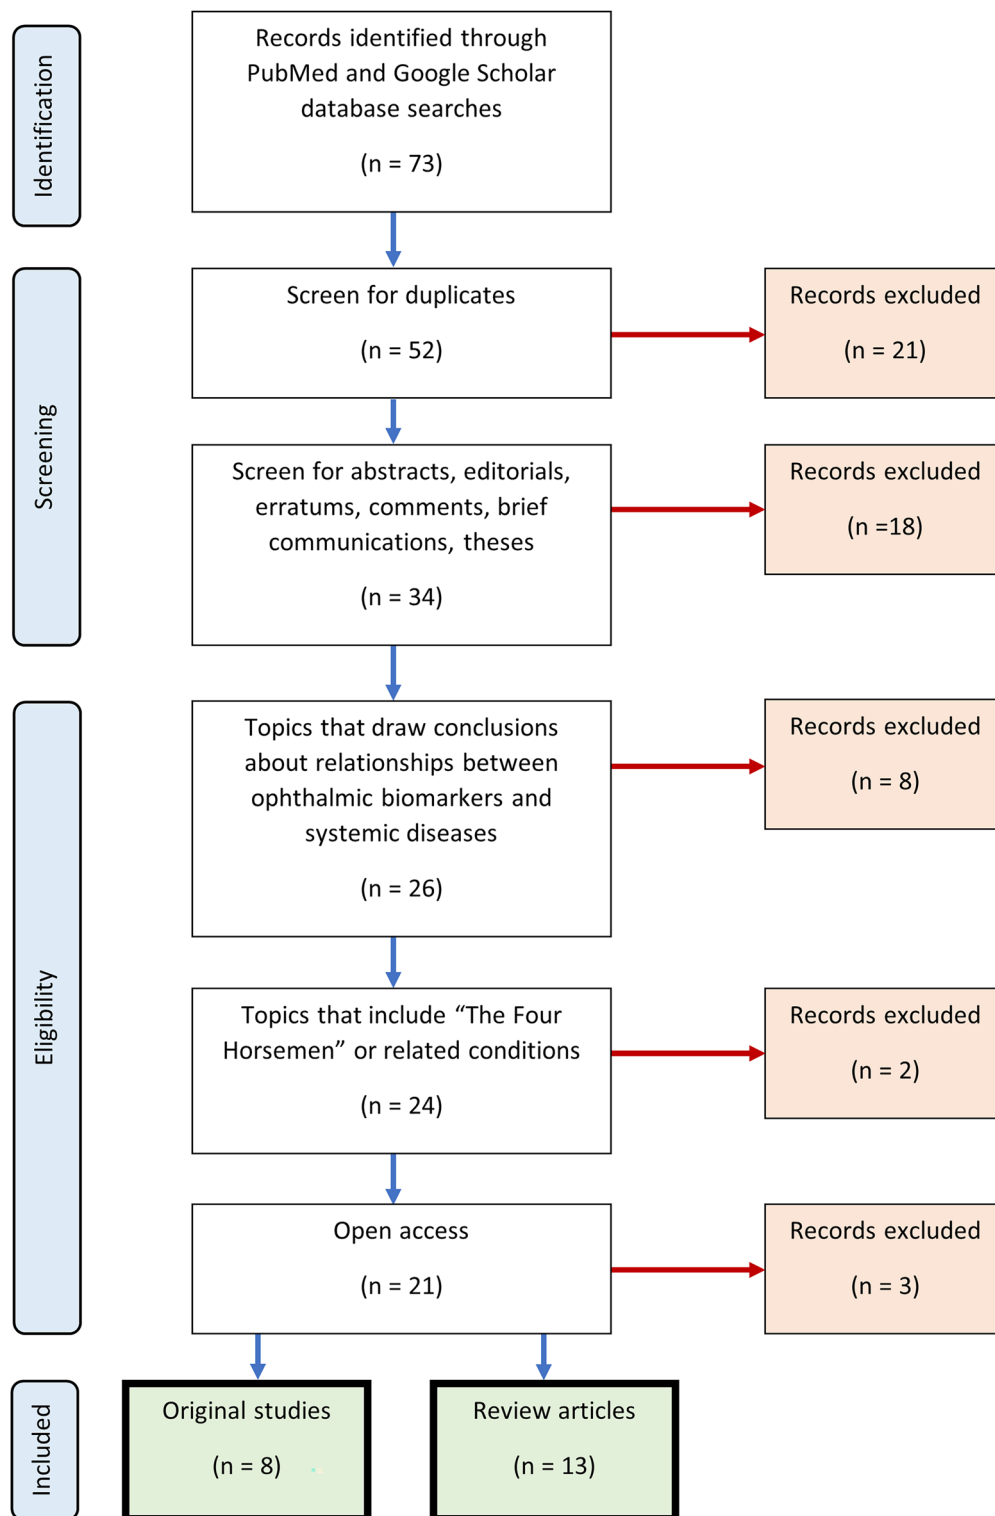 Identification
Records identified through
PubMed and Google Scholar
database searches
(n = 73)
Screening
Screen for duplicates
(n = 52)
Records excluded
(n = 21)
Screen for abstracts, editorials,
erratums, comments, brief
communications, theses
(n = 34)
Records excluded
(n =18)
Eligibility
Topics that draw conclusions
about relationships between
ophthalmic biomarkers and
systemic diseases
(n = 26)
Records excluded
(n = 8)
Topics that include “The Four
Horsemen” or related conditions
(n = 24)
Records excluded
(n = 2)
Open access
(n = 21)
Records excluded
(n = 3)
Included
Original studies
(n = 8)
Review articles
(n = 13)